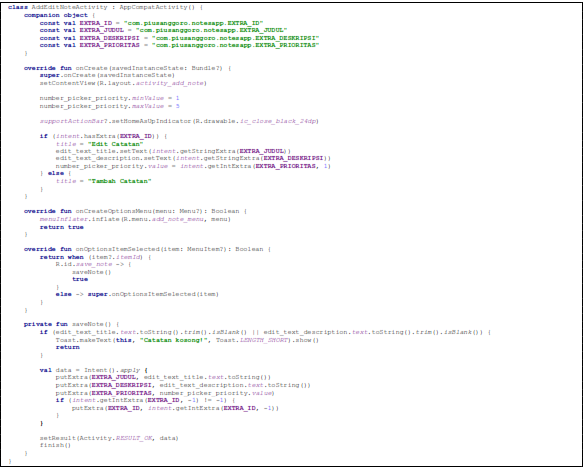 class AddEditNoteActivity : AppCompatActivity() {
companion object {
const val EXTRA_ID = "com.piusanggoro.notesapp.EXTRA_ID"
const val EXTRA_JUDUL = "com.piusanggoro.notesapp.EXTRA_JUDUL"
const val EXTRA_DESKRIPSI = "com.piusanggoro.notesapp.EXTRA_DESKRIPSI"
const val EXTRA_PRIORITAS = "com.piusanggoro.notesapp.EXTRA_PRIORITAS"
}
override fun onCreate(savedInstanceState: Bundle?) {
super.onCreate(savedInstanceState)
setContentView(R.layout.activity_add_note)
number_picker_priority.minValue = 1
number_picker_priority.maxValue = 5
supportActionBar?.setHomeAsUpIndicator(R.drawable.ic_close_black_24dp)
if (intent.hasExtra(EXTRA_ID)) {
title = "Edit Catatan"
edit_text_title.setText(intent.getStringExtra(EXTRA_JUDUL))
edit_text_description.setText(intent.getStringExtra(EXTRA_DESKRIPSI))
number_picker_priority.value = intent.getIntExtra(EXTRA_PRIORITAS, 1)
} else {
title = "Tambah Catatan"
}
}
override fun onCreateOptionsMenu(menu: Menu?): Boolean {
menuInflater.inflate(R.menu.add_note_menu, menu)
return true
}
override fun onOptionsItemSelected(item: MenuItem?): Boolean {
return when (item?.itemId) {
R.id.save_note -> {
saveNote()
true
}
else -> super.onOptionsItemSelected(item)
}
}
private fun saveNote() {
if (edit_text_title.text.toString().trim().isBlank() || edit_text_description.text.toString().trim().isBlank()) {
Toast.makeText(this, "Catatan kosong!", Toast.LENGTH_SHORT).show()
return
}
val data = Intent().apply {
putExtra(EXTRA_JUDUL, edit_text_title.text.toString())
putExtra(EXTRA_DESKRIPSI, edit_text_description.text.toString())
putExtra(EXTRA_PRIORITAS, number_picker_priority.value)
if (intent.getIntExtra(EXTRA_ID, -1) != -1) {
putExtra(EXTRA_ID, intent.getIntExtra(EXTRA_ID, -1))
}
}
setResult(Activity.RESULT_OK, data)
finish()
}
}